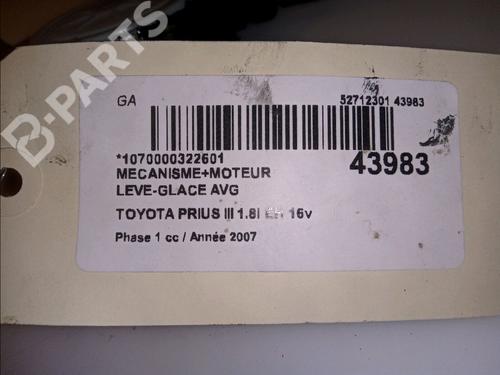 B-PARTS
GA
52712301 43983
*1070000322601
43983
MECANISME+MOTEUR
LEVE-GLACE AVG
TOYOTA PRIUS III 1.8I 16v
Phase 1 cc / Année 2007